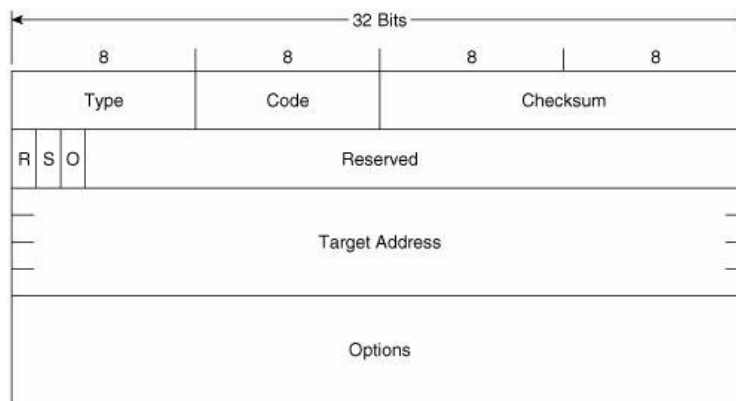 32 Bits
8 8 8 8
Type Code Checksum
R S O Reserved
Target Address
Options